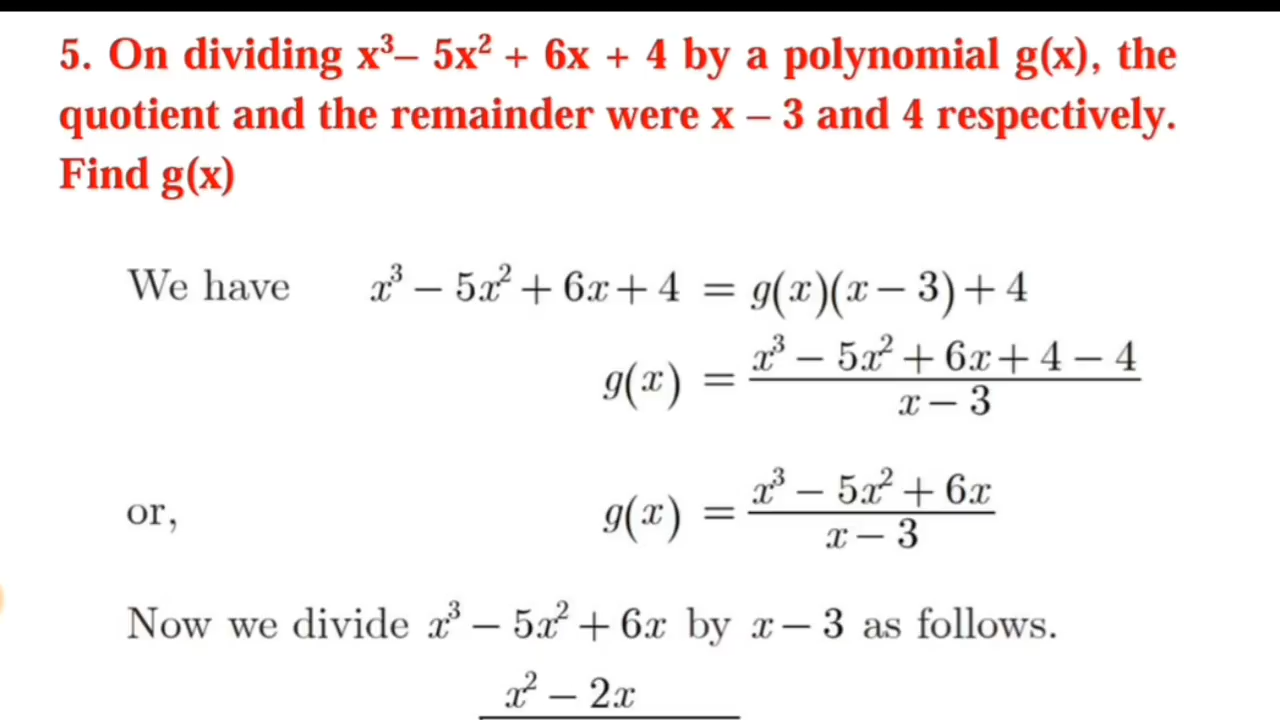 5. On dividing x³– 5x² + 6x + 4 by a polynomial g(x), the
quotient and the remainder were x – 3 and 4 respectively.
Find g(x)
We have x³ − 5x² + 6x + 4 = g(x)(x − 3) + 4
g(x) = \frac{x³ − 5x² + 6x + 4 − 4}{x − 3}
or, g(x) = \frac{x³ − 5x² + 6x}{x − 3}
Now we divide x³ − 5x² + 6x by x − 3 as follows.
x² − 2x